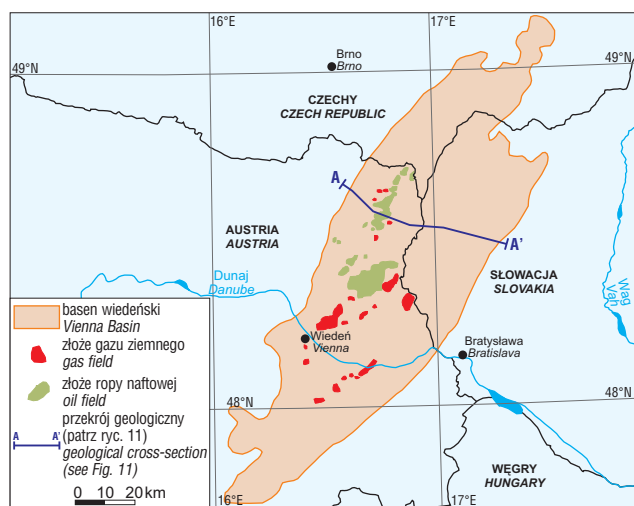 16°E
17°E
49°N
49°N
Brno
Brno
CZECHY
CZECH REPUBLIC
A
AUSTRIA
AUSTRIA
A'
SŁOWACJA
SLOVAKIA
Dunaj
Danube
Wag
Vah
Wiedeń
Vienna
Bratysława
Bratislava
48°N
48°N
WĘGRY
HUNGARY
16°E
17°E
basen wiedeński
Vienna Basin
złoże gazu ziemnego
gas field
złoże ropy naftowej
oil field
przekrój geologiczny
A A' (patrz ryc. 11)
geological cross-section
(see Fig. 11)
0 10 20 km